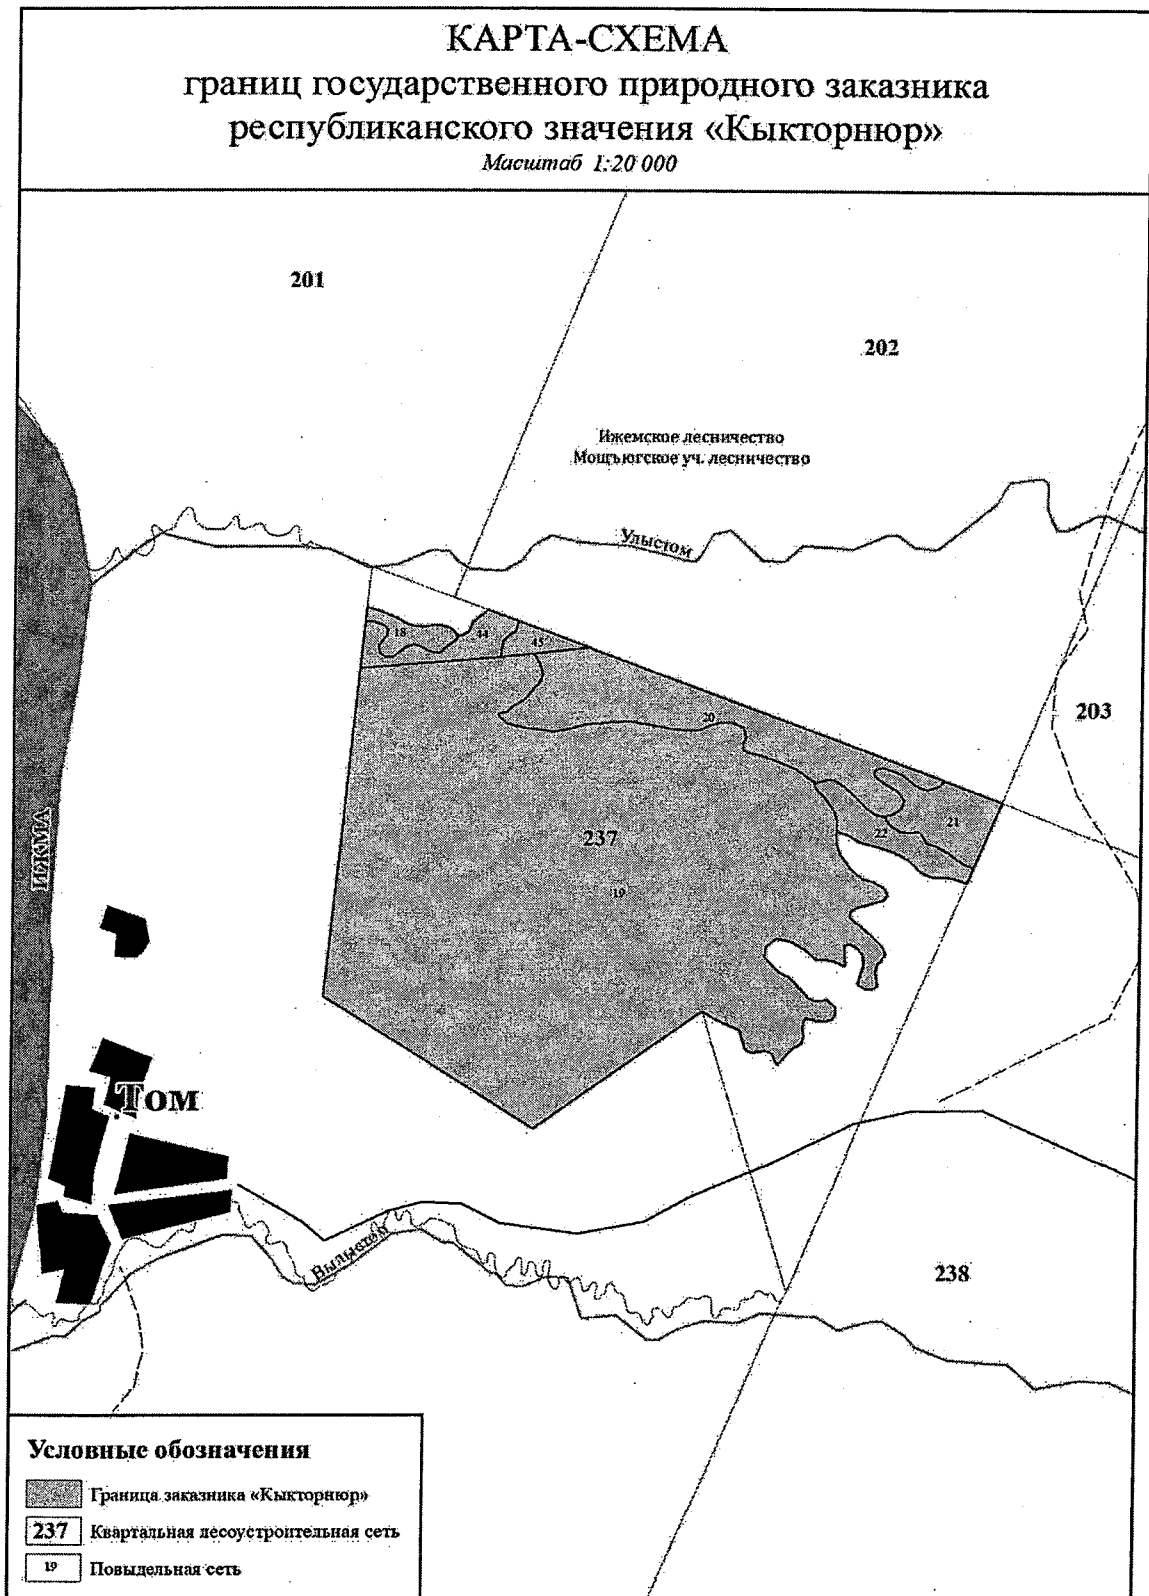 КАРТА-СХЕМА
границ государственного природного заказника
республиканского значения «Кыкторнюр»
Масштаб 1:20 000
201
202
Ижемское лесничество
Мощъюгское уч. лесничество
Улыстом
18
44
45
20
203
21
22
237
19
ИЖМА
Том
Вылыстом
238
Условные обозначения
Граница заказника «Кыкторнюр»
237 Квартальная лесоустроительная сеть
19 Повыдельная сеть